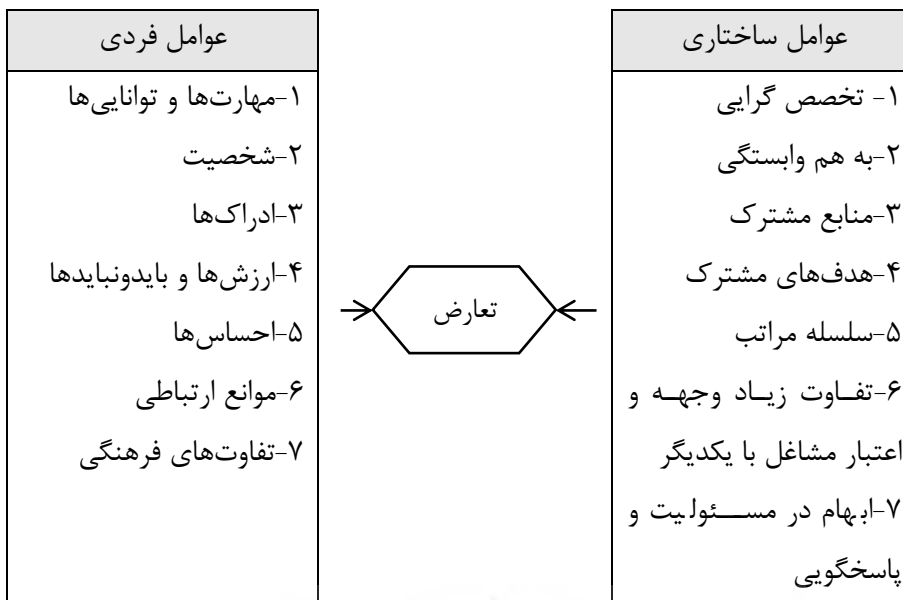 عوامل ساختاری
۱- تخصص گرایی
۲-به هم وابستگی
۳-منابع مشترک
۴-هدف‌های مشترک
۵-سلسله مراتب
۶-تفاوت زیاد وجهه و
اعتبار مشاغل با یکدیگر
۷-ابهام در مسئولیت و
پاسخگویی
تعارض
عوامل فردی
۱-مهارت‌ها و توانایی‌ها
۲-شخصیت
۳-ادراک‌ها
۴-ارزش‌ها و بایدونبایدها
۵-احساس‌ها
۶-موانع ارتباطی
۷-تفاوت‌های فرهنگی